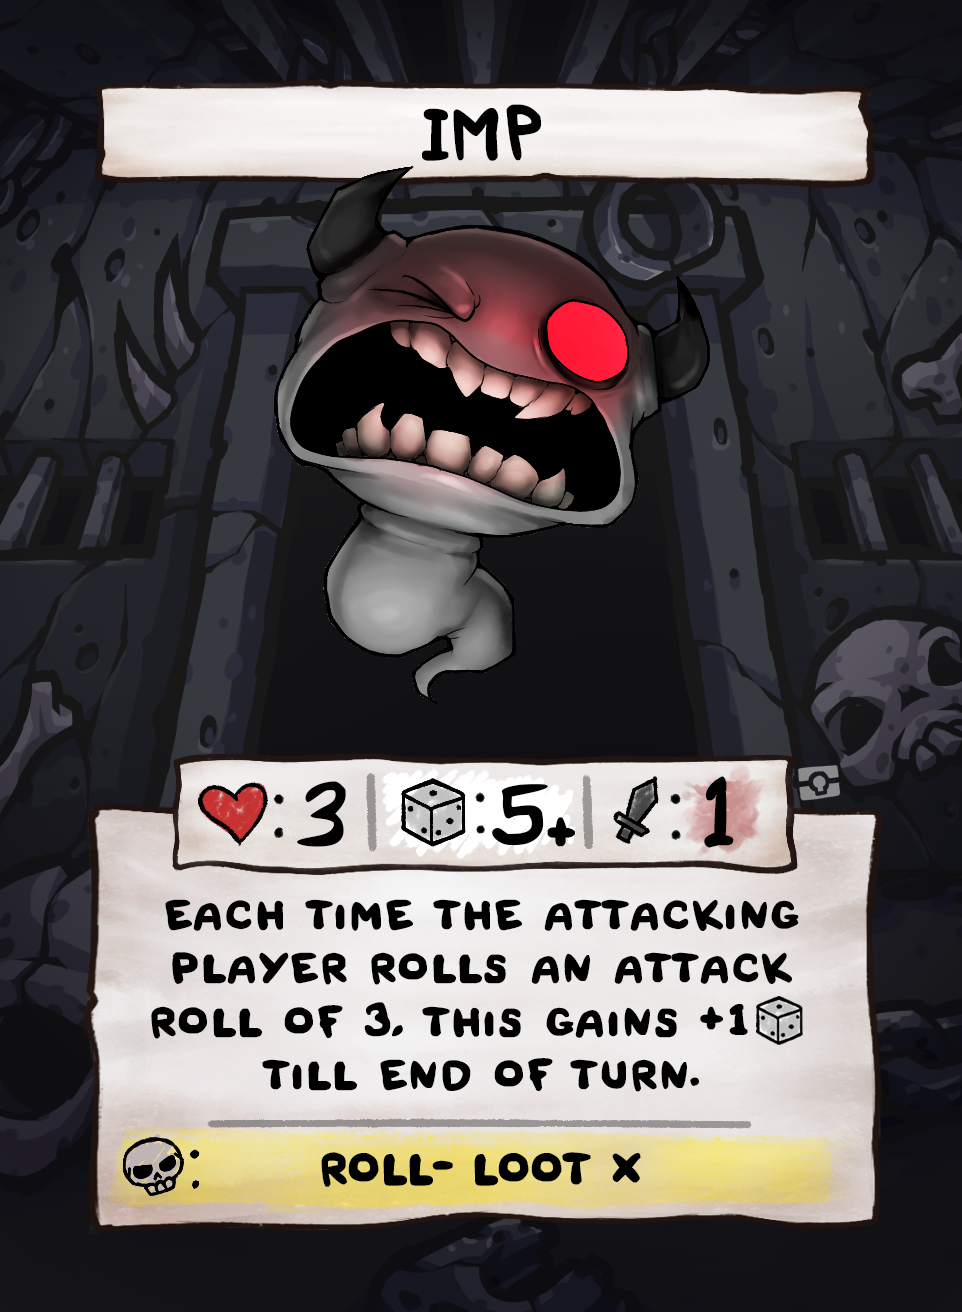 IMP
: 3 | : 5+ | : 1
EACH TIME THE ATTACKING
PLAYER ROLLS AN ATTACK
ROLL OF 3, THIS GAINS +1
TILL END OF TURN.
: ROLL- LOOT X